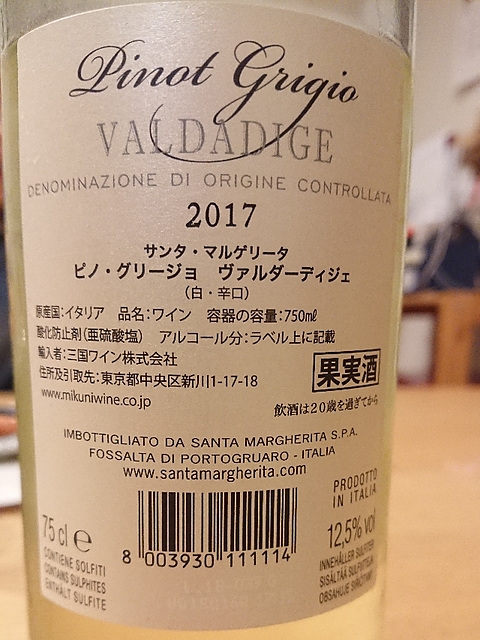 Pinot Grigio
VALDADIGE
DENOMINAZIONE DI ORIGINE CONTROLLATA
2017
サンタ・マルゲリータ
ピノ・グリージョ ヴァルダーディジェ
(白・辛口)
原産国:イタリア 品名:ワイン 容器の容量:750㎖
酸化防止剤(亜硫酸塩) アルコール分:ラベル上に記載
輸入者:三国ワイン株式会社
住所及引取先:東京都中央区新川1-17-18
www.mikuniwine.co.jp
果実酒
飲酒は20歳を過ぎてから
IMBOTTIGLIATO DA SANTA MARGHERITA S.P.A.
FOSSALTA DI PORTOGRUARO - ITALIA
www.santamargherita.com
PRODOTTO
IN ITALIA
75 cl e
12,5% vol
CONTIENE SOLFITI
CONTAINS SULPHITES
ENTHÄLT SULFITE
8 003930 111114
INNEHÅLLER SULFITER
SISÄLTÄÄ